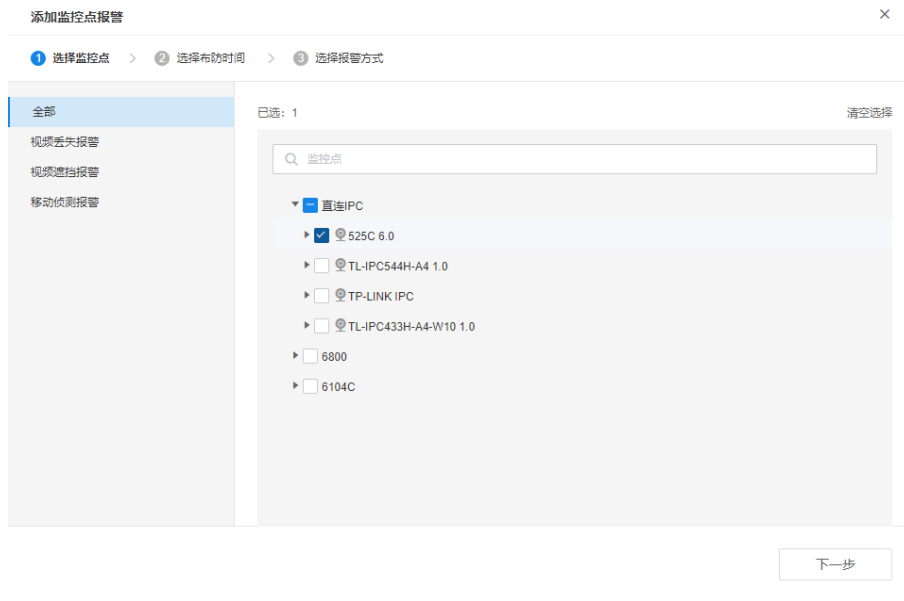 添加监控点报警
1 选择监控点 2 选择布防时间 3 选择报警方式
全部
视频丢失报警
视频遮挡报警
移动侦测报警
已选：1 清空选择
监控点
直连IPC
525C 6.0
TL-IPC544H-A4 1.0
TP-LINK IPC
TL-IPC433H-A4-W10 1.0
6800
6104C
下一步